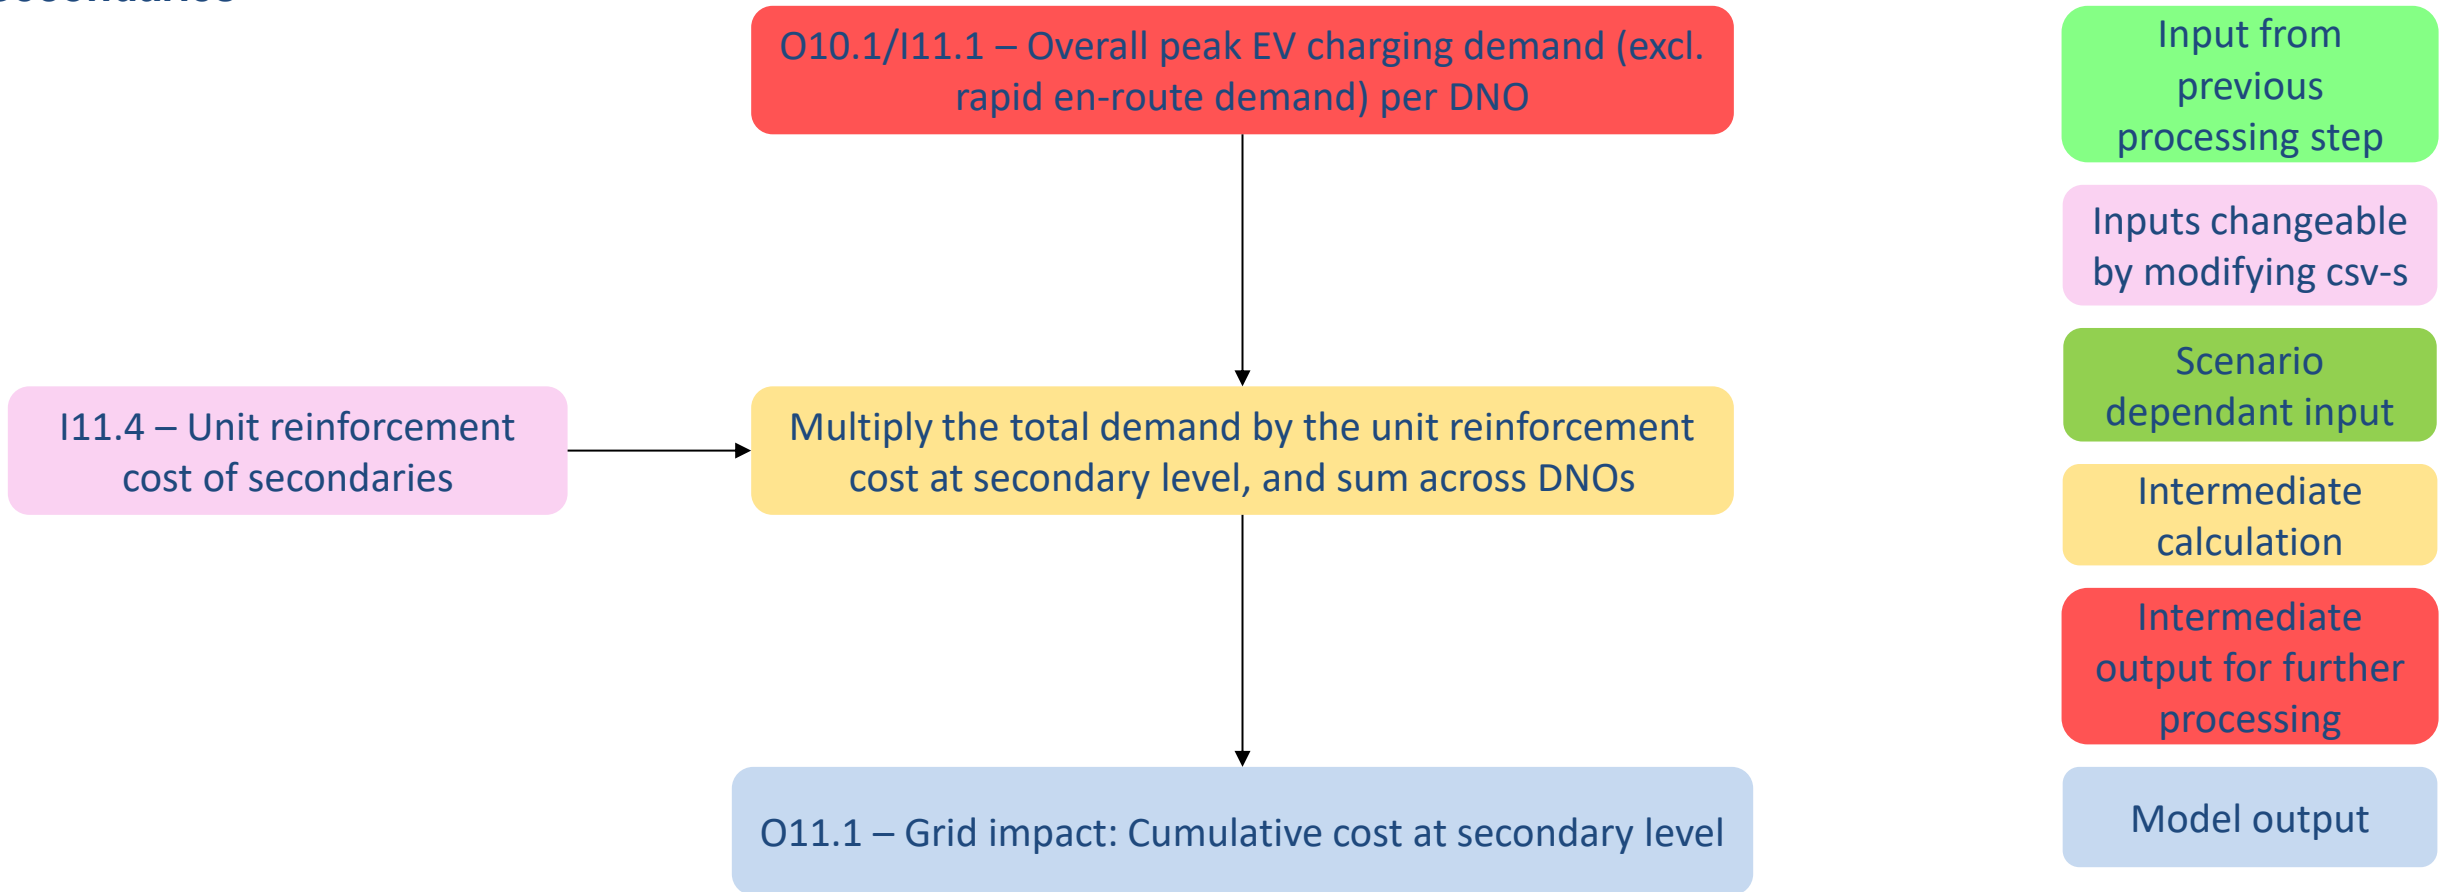 O10.1/I11.1 – Overall peak EV charging demand (excl.
rapid en-route demand) per DNO
I11.4 – Unit reinforcement
cost of secondaries
Multiply the total demand by the unit reinforcement
cost at secondary level, and sum across DNOs
O11.1 – Grid impact: Cumulative cost at secondary level
Input from
previous
processing step
Inputs changeable
by modifying csv-s
Scenario
dependant input
Intermediate
calculation
Intermediate
output for further
processing
Model output